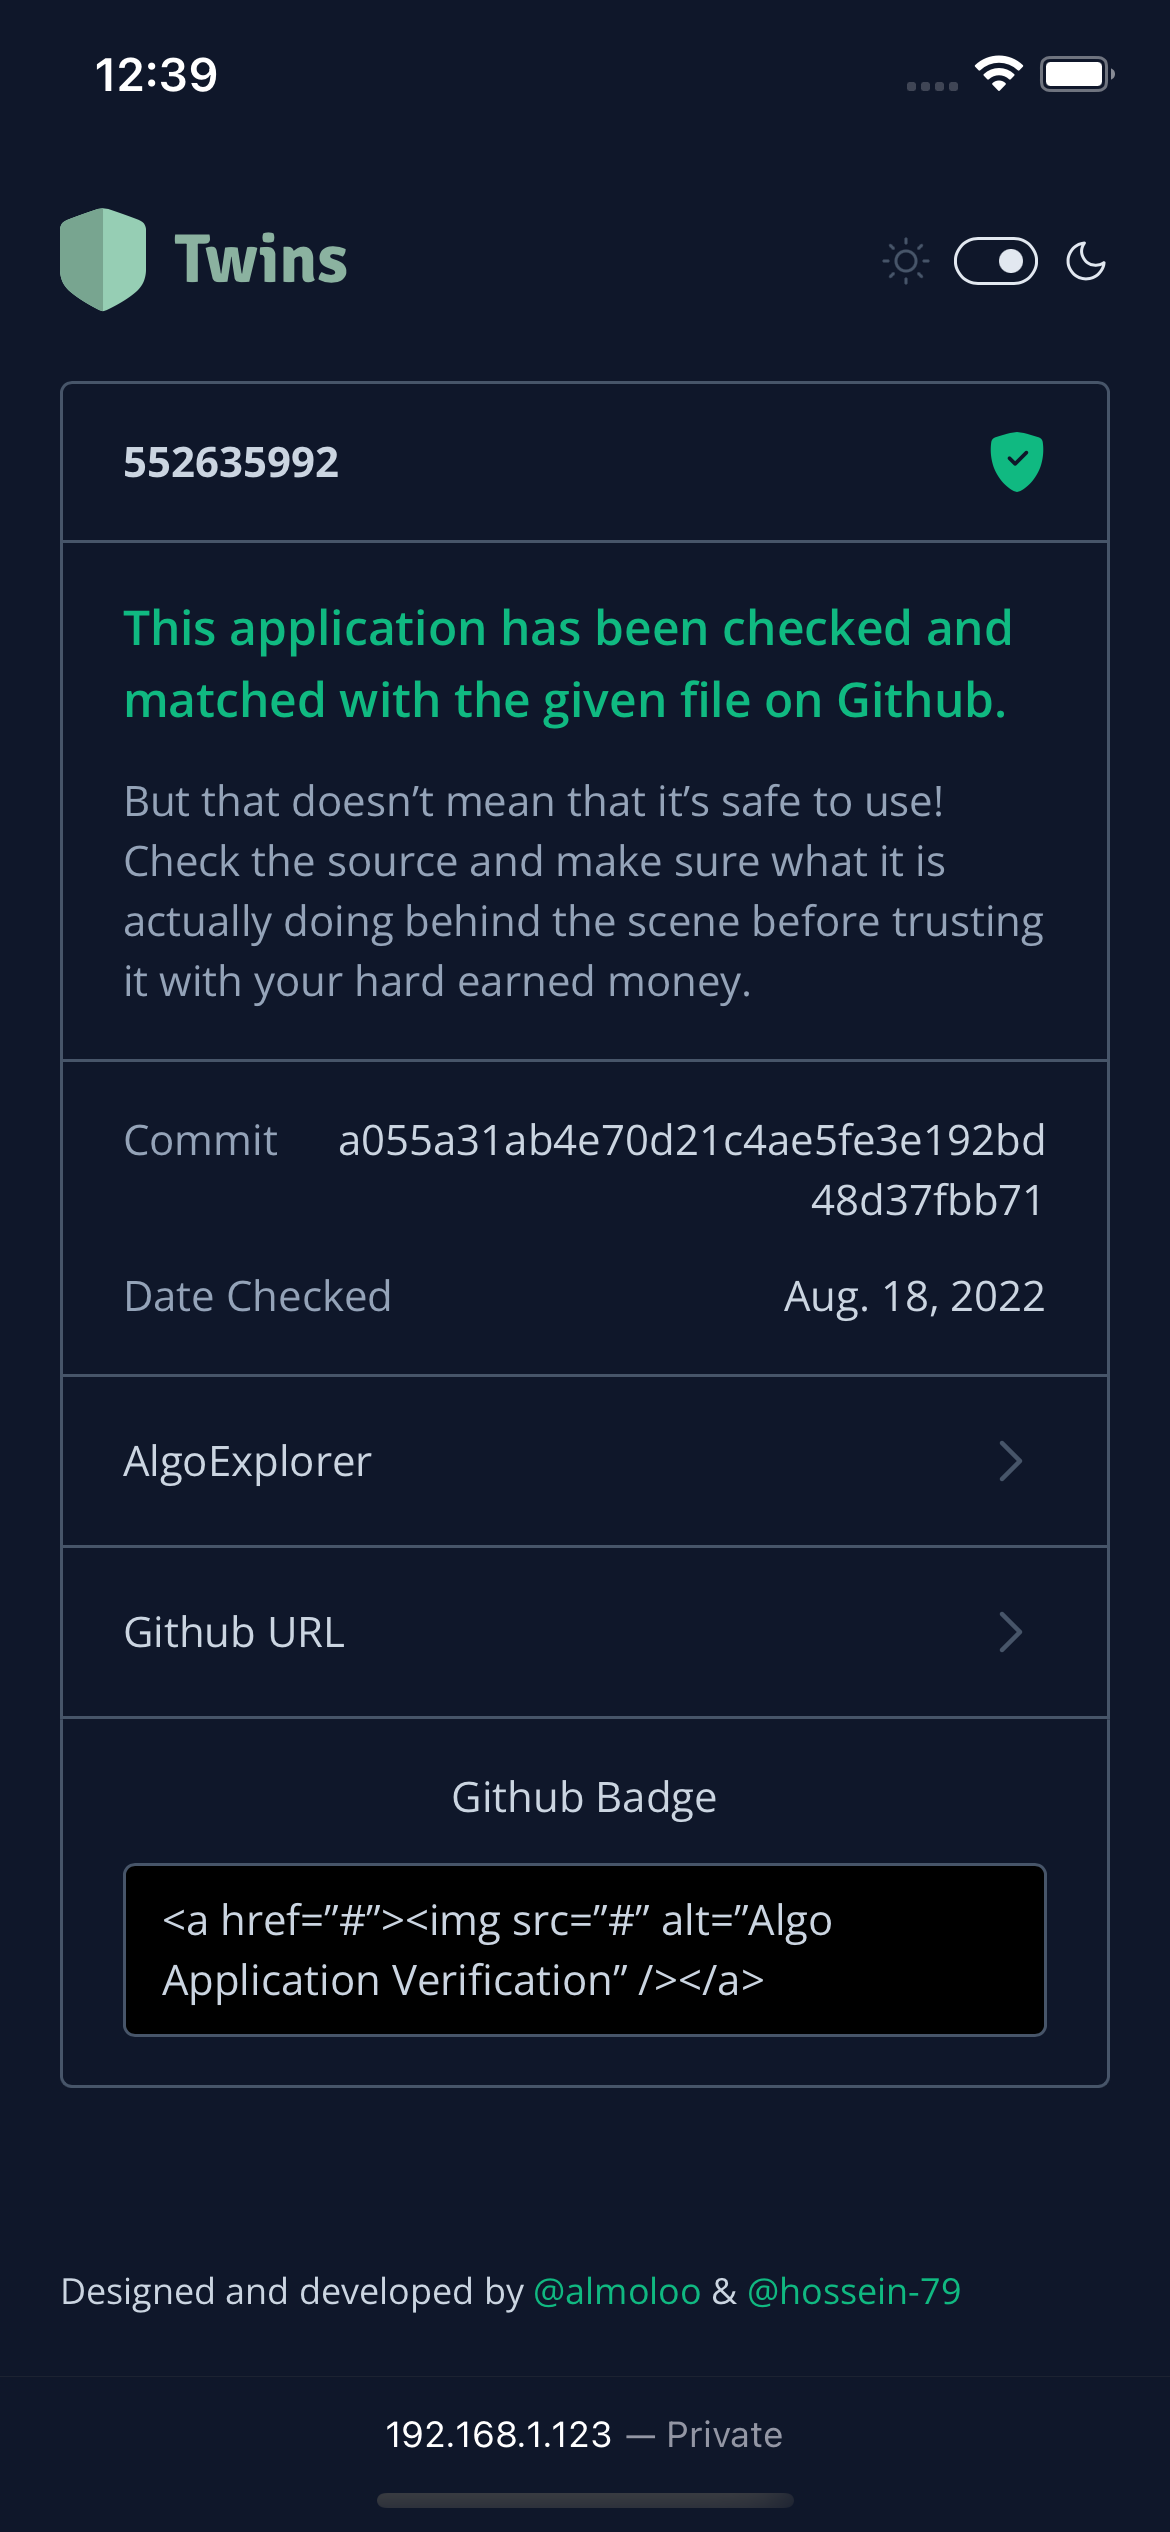 12:39
Twins
552635992
This application has been checked and
matched with the given file on Github.
But that doesn’t mean that it’s safe to use!
Check the source and make sure what it is
actually doing behind the scene before trusting
it with your hard earned money.
Commit a055a31ab4e70d21c4ae5fe3e192bd
48d37fbb71
Date Checked Aug. 18, 2022
AlgoExplorer
Github URL
Github Badge
<a href=”#”><img src=”#” alt=”Algo
Application Verification” /></a>
Designed and developed by @almoloo & @hossein-79
192.168.1.123 — Private